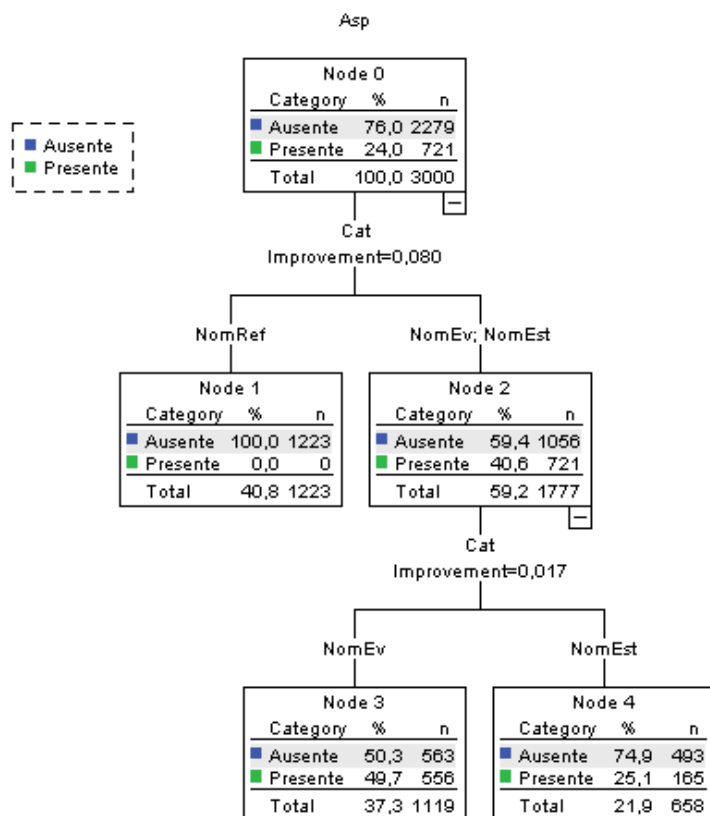 Asp
Ausente
Presente
Node 0
Category % n
Ausente 76,0 2279
Presente 24,0 721
Total 100,0 3000
Cat
Improvement=0,080
NomRef
NomEv; NomEst
Node 1
Category % n
Ausente 100,0 1223
Presente 0,0 0
Total 40,8 1223
Node 2
Category % n
Ausente 59,4 1056
Presente 40,6 721
Total 59,2 1777
Cat
Improvement=0,017
NomEv
NomEst
Node 3
Category % n
Ausente 50,3 563
Presente 49,7 556
Total 37,3 1119
Node 4
Category % n
Ausente 74,9 493
Presente 25,1 165
Total 21,9 658